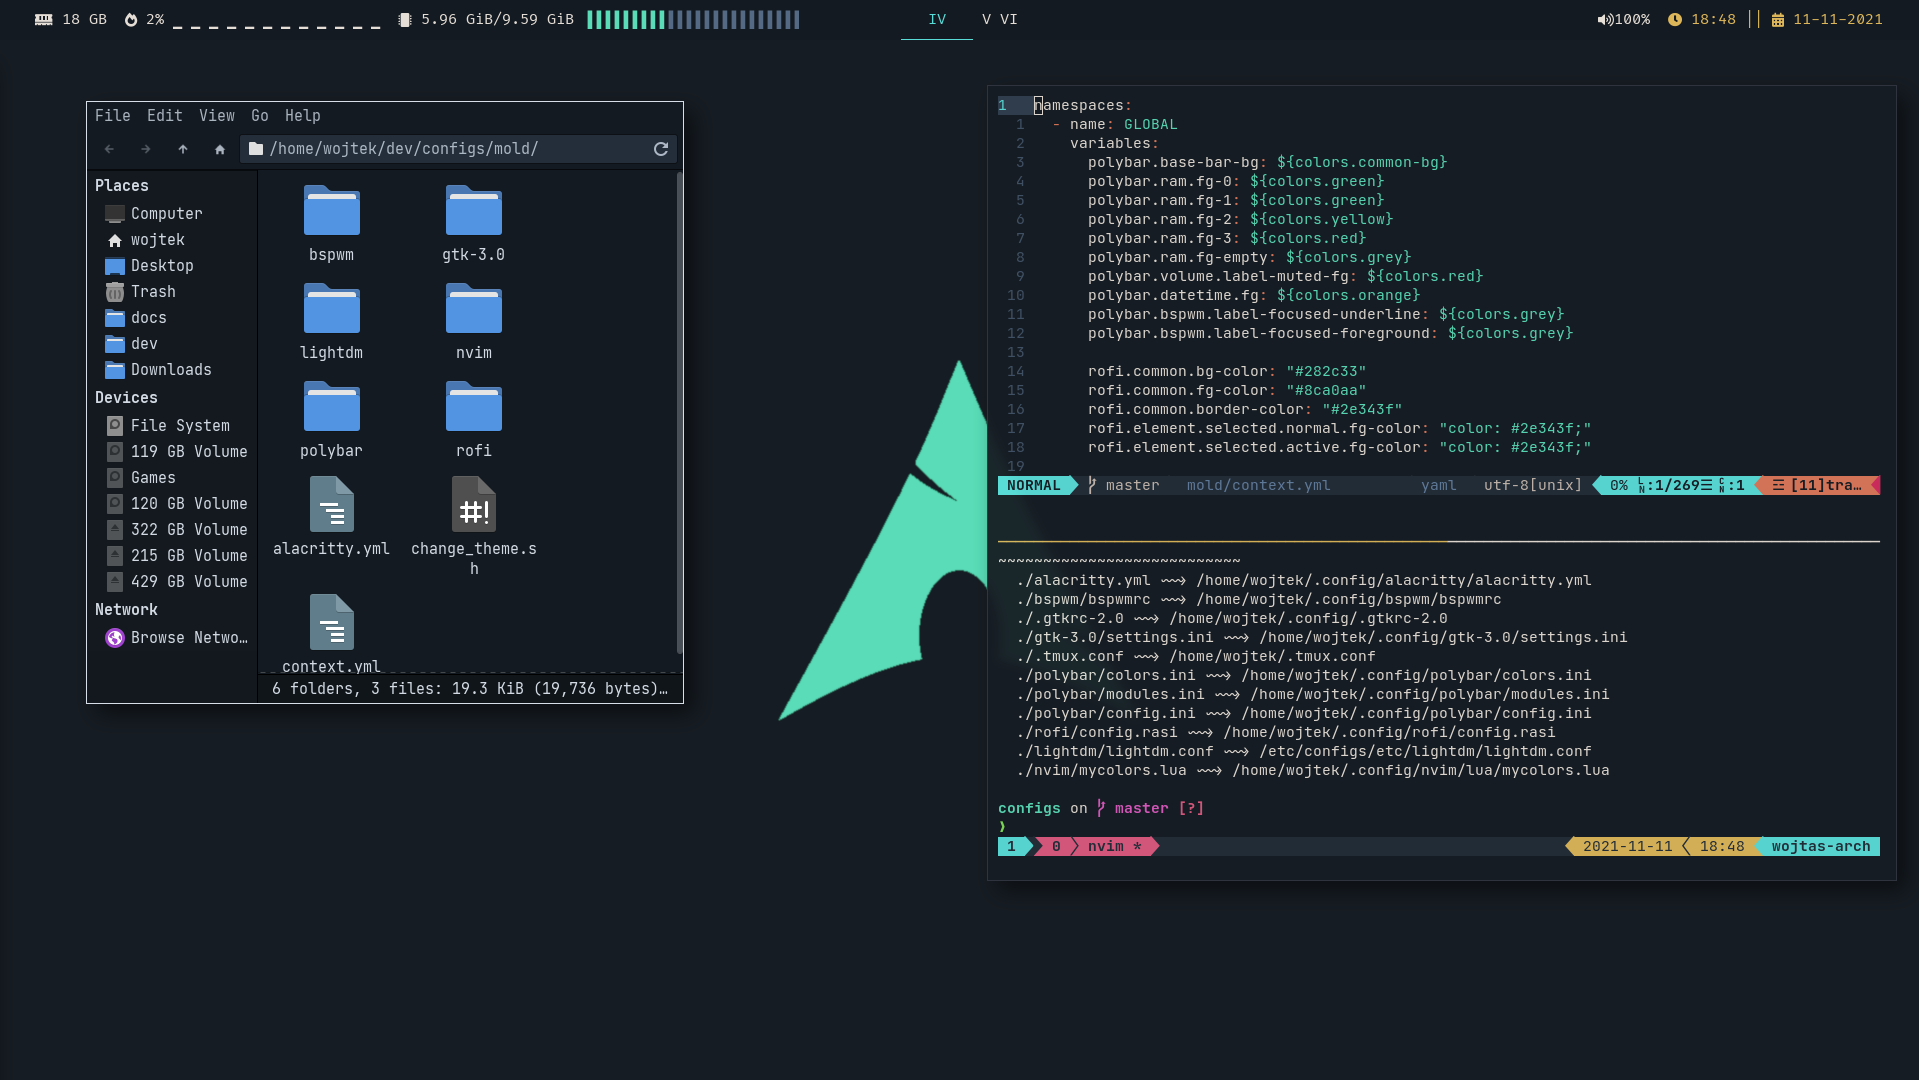 18 GB 2% _ _ _ _ _ _ _ _ _ _ _ _ 5.96 GiB/9.59 GiB IV V VI 100% 18:48 || 11-11-2021
File Edit View Go Help
/home/wojtek/dev/configs/mold/
Places
Computer
wojtek
Desktop
Trash
docs
dev
Downloads
Devices
File System
119 GB Volume
Games
120 GB Volume
322 GB Volume
215 GB Volume
429 GB Volume
Network
Browse Netwo…
bspwm gtk-3.0
lightdm nvim
polybar rofi
alacritty.yml change_theme.s
h
context.yml
6 folders, 3 files: 19.3 KiB (19,736 bytes)…
1 namespaces:
1 - name: GLOBAL
2 variables:
3 polybar.base-bar-bg: ${colors.common-bg}
4 polybar.ram.fg-0: ${colors.green}
5 polybar.ram.fg-1: ${colors.green}
6 polybar.ram.fg-2: ${colors.yellow}
7 polybar.ram.fg-3: ${colors.red}
8 polybar.ram.fg-empty: ${colors.grey}
9 polybar.volume.label-muted-fg: ${colors.red}
10 polybar.datetime.fg: ${colors.orange}
11 polybar.bspwm.label-focused-underline: ${colors.grey}
12 polybar.bspwm.label-focused-foreground: ${colors.grey}
13
14 rofi.common.bg-color: "#282c33"
15 rofi.common.fg-color: "#8ca0aa"
16 rofi.common.border-color: "#2e343f"
17 rofi.element.selected.normal.fg-color: "color: #2e343f;"
18 rofi.element.selected.active.fg-color: "color: #2e343f;"
19
NORMAL master mold/context.yml yaml utf-8[unix] 0% LN:1/269☰ CN:1 ☲ [11]tra…
~~~~~~~~~~~~~~~~~~~~~~~~~~~
./alacritty.yml ~~> /home/wojtek/.config/alacritty/alacritty.yml
./bspwm/bspwmrc ~~> /home/wojtek/.config/bspwm/bspwmrc
./.gtkrc-2.0 ~~> /home/wojtek/.config/.gtkrc-2.0
./gtk-3.0/settings.ini ~~> /home/wojtek/.config/gtk-3.0/settings.ini
./.tmux.conf ~~> /home/wojtek/.tmux.conf
./polybar/colors.ini ~~> /home/wojtek/.config/polybar/colors.ini
./polybar/modules.ini ~~> /home/wojtek/.config/polybar/modules.ini
./polybar/config.ini ~~> /home/wojtek/.config/polybar/config.ini
./rofi/config.rasi ~~> /home/wojtek/.config/rofi/config.rasi
./lightdm/lightdm.conf ~~> /etc/configs/etc/lightdm/lightdm.conf
./nvim/mycolors.lua ~~> /home/wojtek/.config/nvim/lua/mycolors.lua
configs on master [?]
❯
1 0 nvim * 2021-11-11 18:48 wojtas-arch